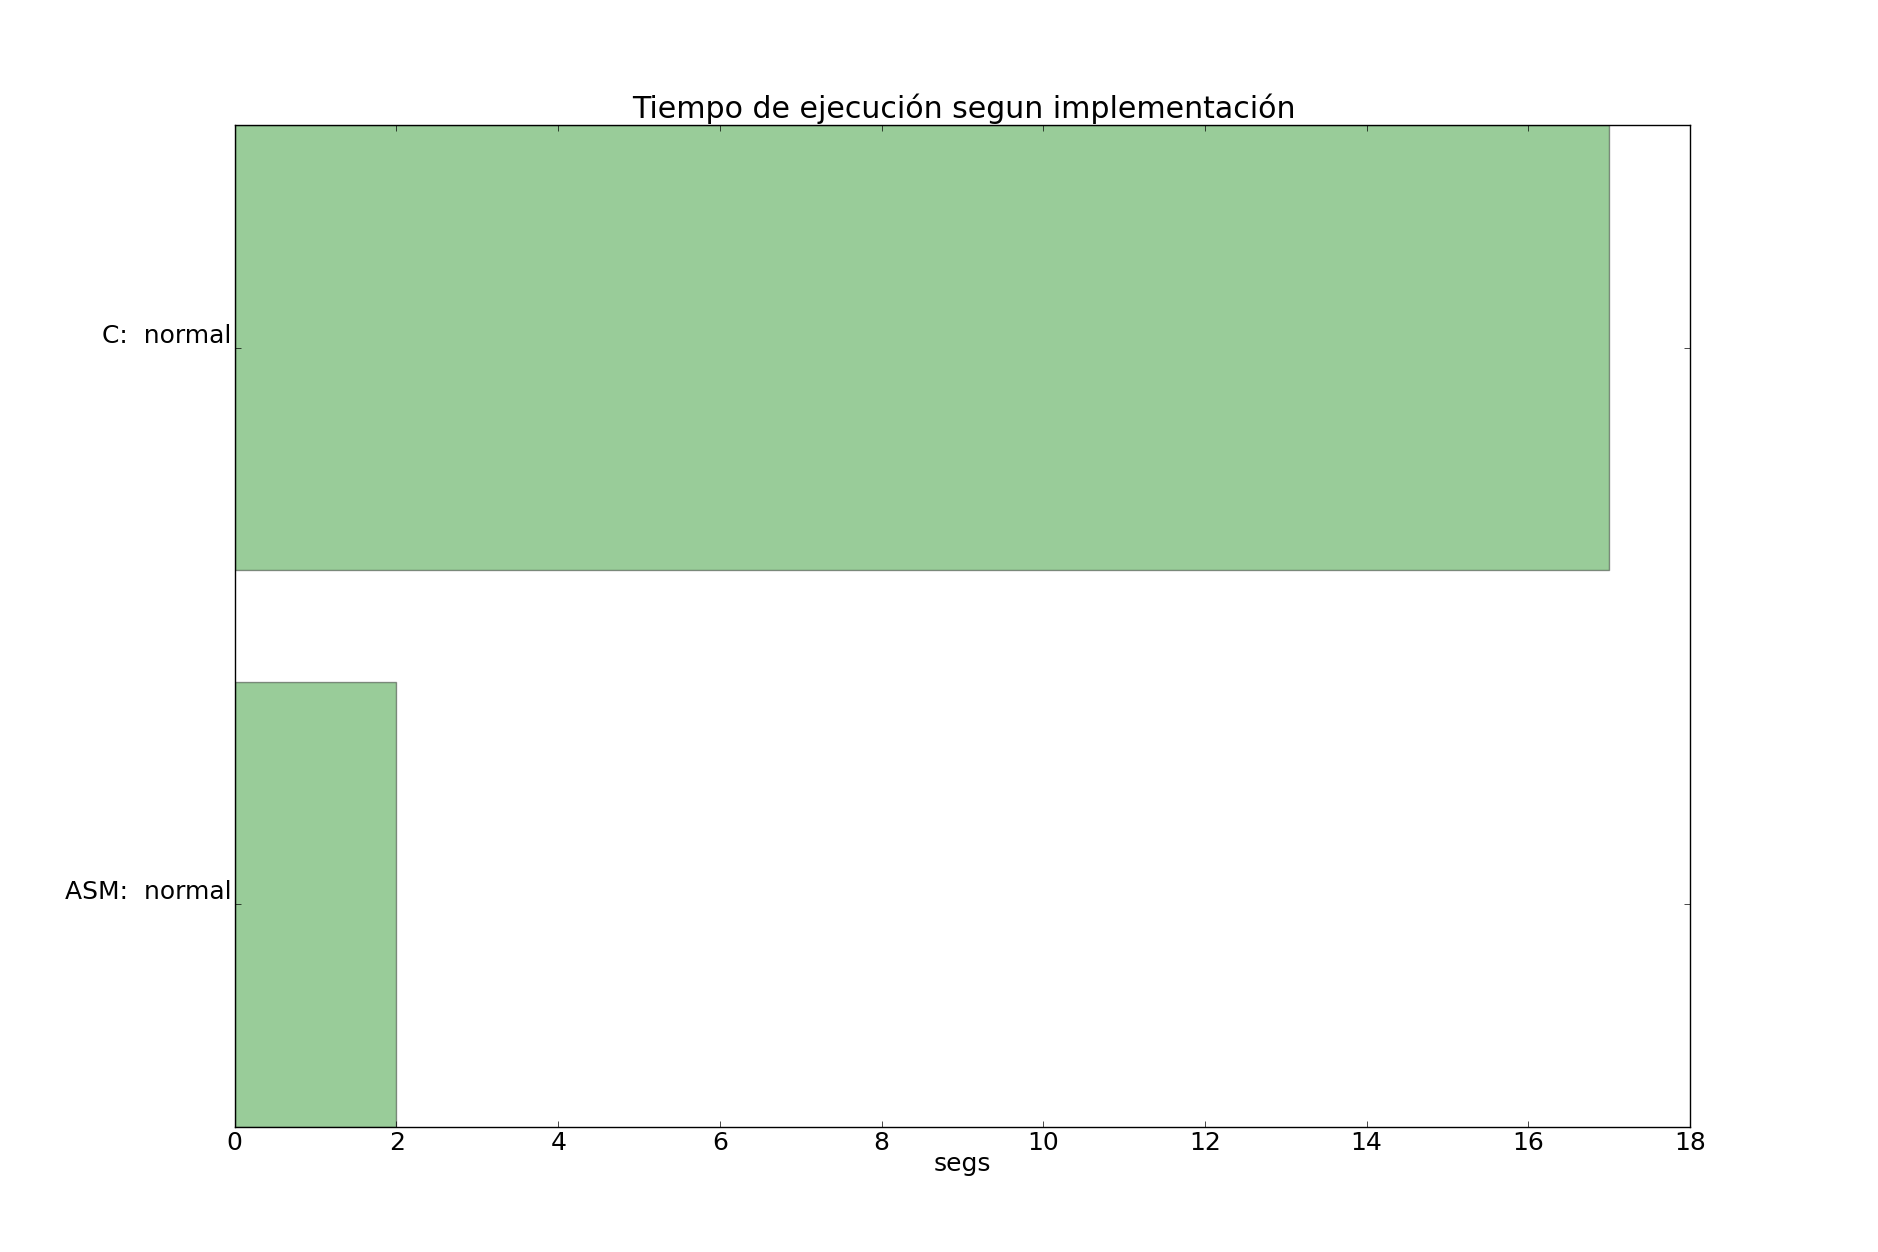 Tiempo de ejecución segun implementación
C:  normal
ASM:  normal
0 2 4 6 8 10 12 14 16 18
segs